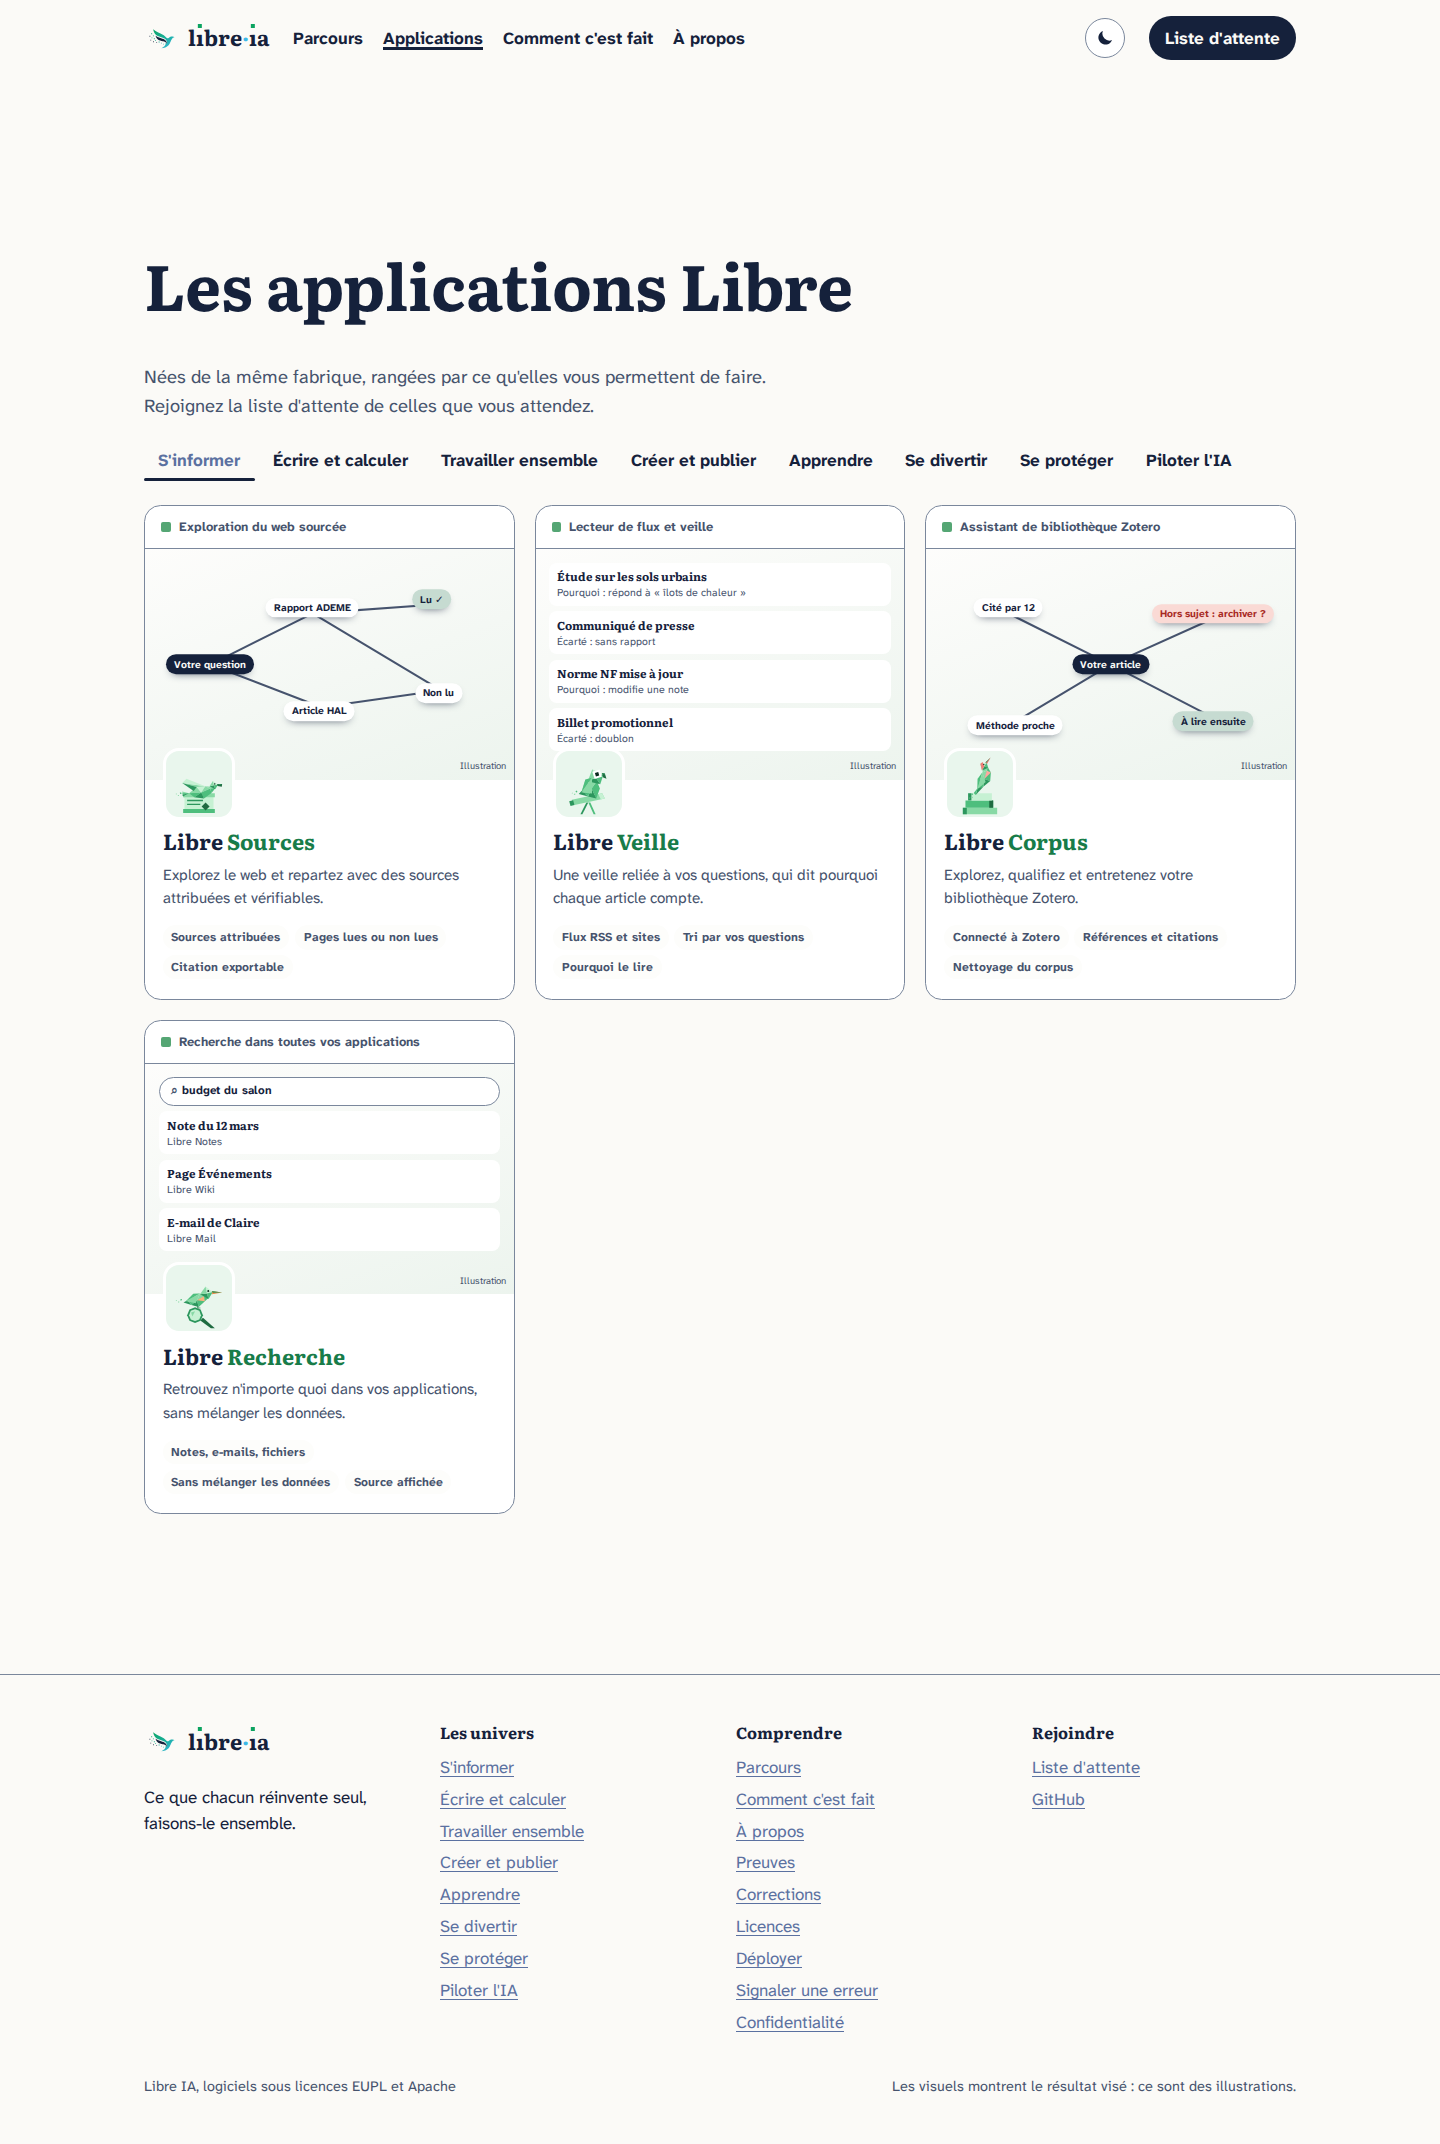 libre·ia
Parcours
Applications
Comment c'est fait
À propos
Liste d'attente
Les applications Libre
Nées de la même fabrique, rangées par ce qu'elles vous permettent de faire.
Rejoignez la liste d'attente de celles que vous attendez.
S'informer
Écrire et calculer
Travailler ensemble
Créer et publier
Apprendre
Se divertir
Se protéger
Piloter l'IA
Exploration du web sourcée
Rapport ADEME
Lu ✓
Votre question
Non lu
Article HAL
Illustration
Libre Sources
Explorez le web et repartez avec des sources
attribuées et vérifiables.
Sources attribuées
Pages lues ou non lues
Citation exportable
Lecteur de flux et veille
Étude sur les sols urbains
Pourquoi : répond à « îlots de chaleur »
Communiqué de presse
Écarté : sans rapport
Norme NF mise à jour
Pourquoi : modifie une note
Billet promotionnel
Écarté : doublon
Illustration
Libre Veille
Une veille reliée à vos questions, qui dit pourquoi
chaque article compte.
Flux RSS et sites
Tri par vos questions
Pourquoi le lire
Assistant de bibliothèque Zotero
Cité par 12
Hors sujet : archiver ?
Votre article
Méthode proche
À lire ensuite
Illustration
Libre Corpus
Explorez, qualifiez et entretenez votre
bibliothèque Zotero.
Connecté à Zotero
Références et citations
Nettoyage du corpus
Recherche dans toutes vos applications
budget du salon
Note du 12 mars
Libre Notes
Page Événements
Libre Wiki
E-mail de Claire
Libre Mail
Illustration
Libre Recherche
Retrouvez n'importe quoi dans vos applications,
sans mélanger les données.
Notes, e-mails, fichiers
Sans mélanger les données
Source affichée
libre·ia
Ce que chacun réinvente seul,
faisons-le ensemble.
Les univers
S'informer
Écrire et calculer
Travailler ensemble
Créer et publier
Apprendre
Se divertir
Se protéger
Piloter l'IA
Comprendre
Parcours
Comment c'est fait
À propos
Preuves
Corrections
Licences
Déployer
Signaler une erreur
Confidentialité
Rejoindre
Liste d'attente
GitHub
Libre IA, logiciels sous licences EUPL et Apache
Les visuels montrent le résultat visé : ce sont des illustrations.